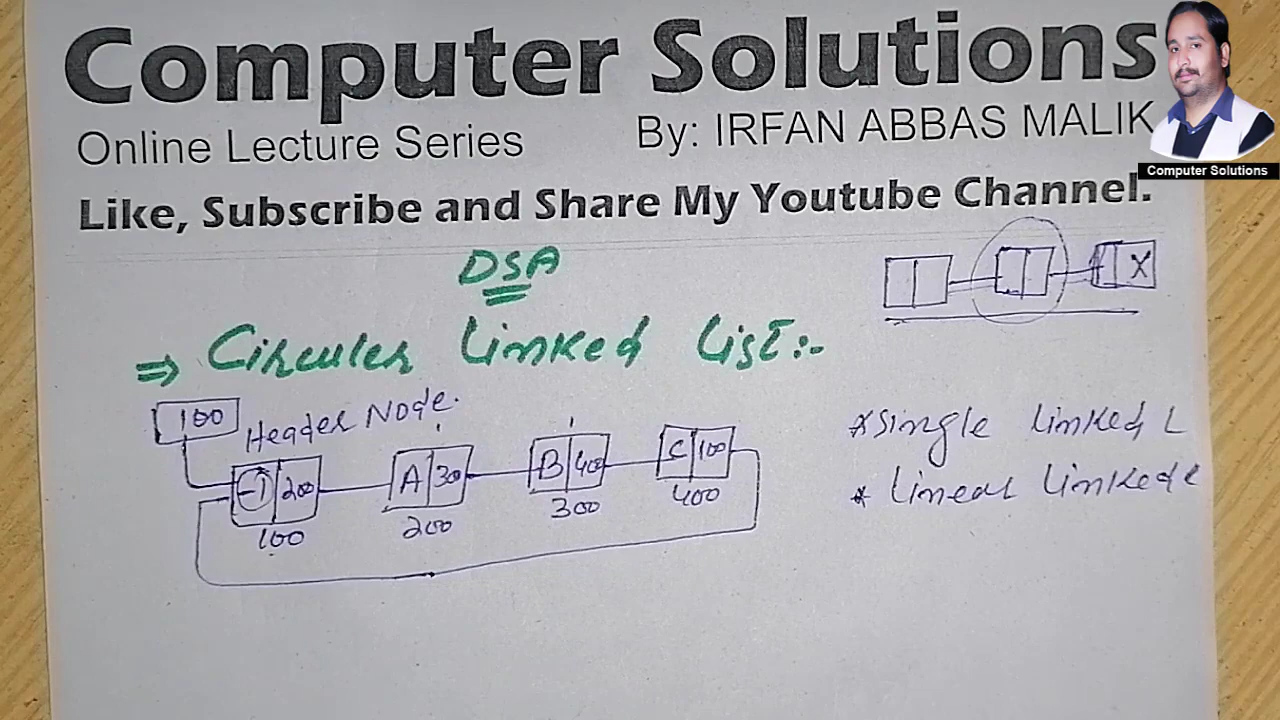 Computer Solutions
Online Lecture Series By: IRFAN ABBAS MALIK
Computer Solutions
Like, Subscribe and Share My Youtube Channel.
DSA
X
⇒ Circuler Linked List:-
100 Header Node.
-1 200 A 300 B 400 C 100
100 200 300 400
*Single Linked L
* Linear Linked L